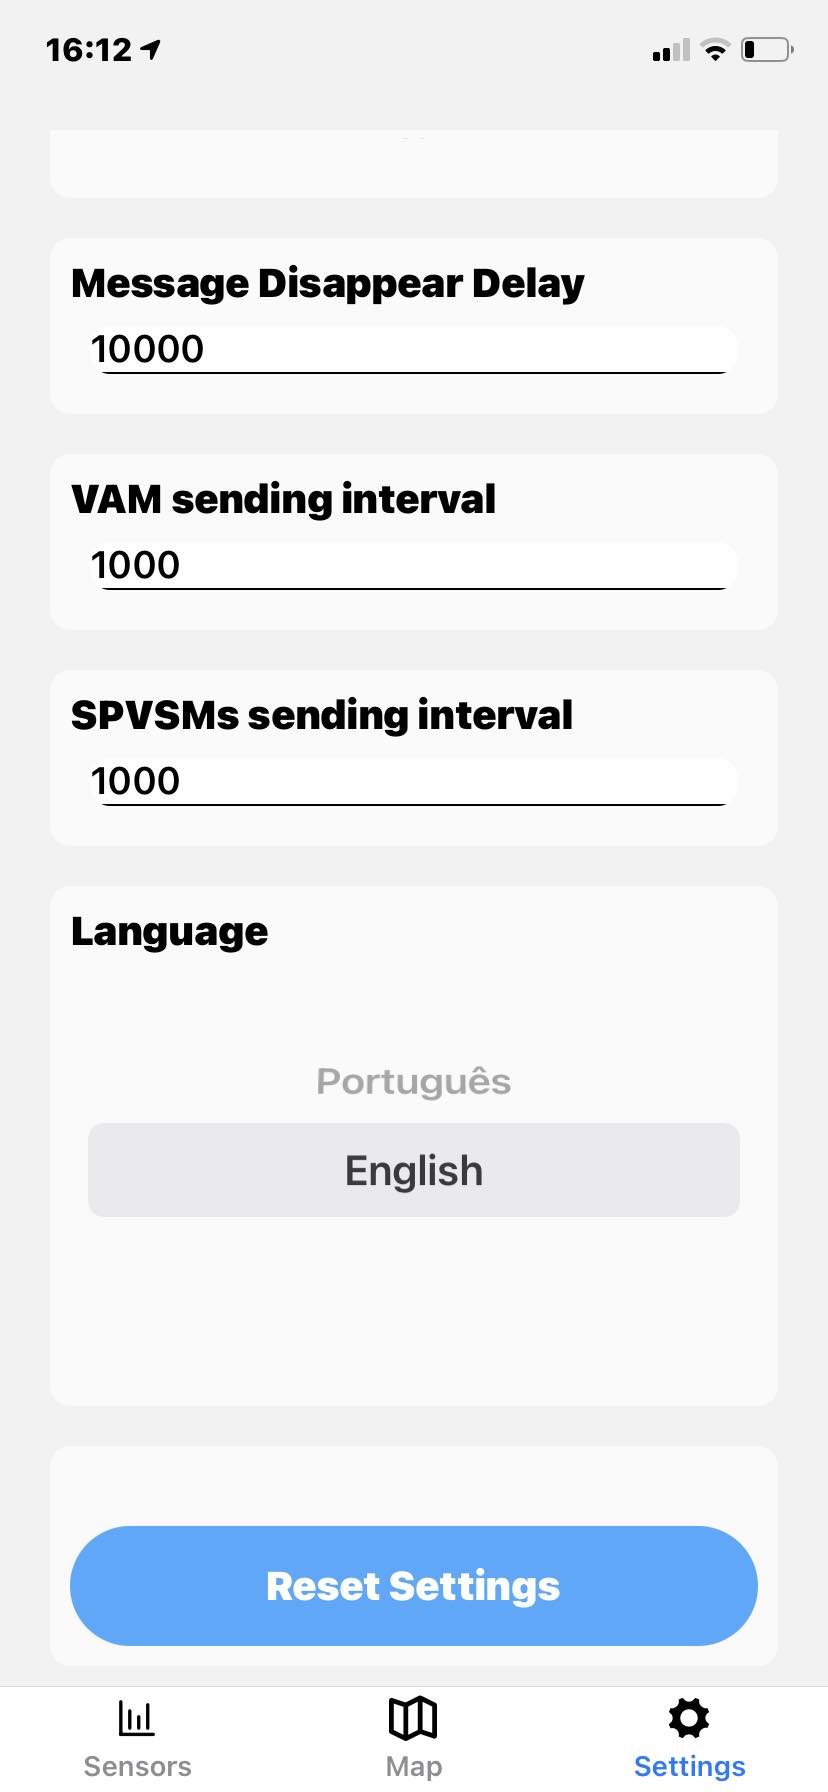 16:12
Message Disappear Delay
10000
VAM sending interval
1000
SPVSMs sending interval
1000
Language
Português
English
Reset Settings
Sensors
Map
Settings